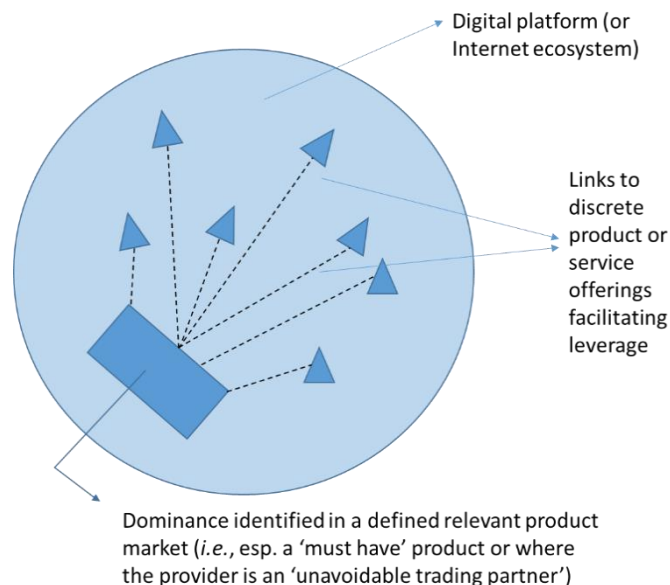 Digital platform (or
Internet ecosystem)
Links to
discrete
product or
service
offerings
facilitating
leverage
Dominance identified in a defined relevant product
market (i.e., esp. a ‘must have’ product or where
the provider is an ‘unavoidable trading partner’)